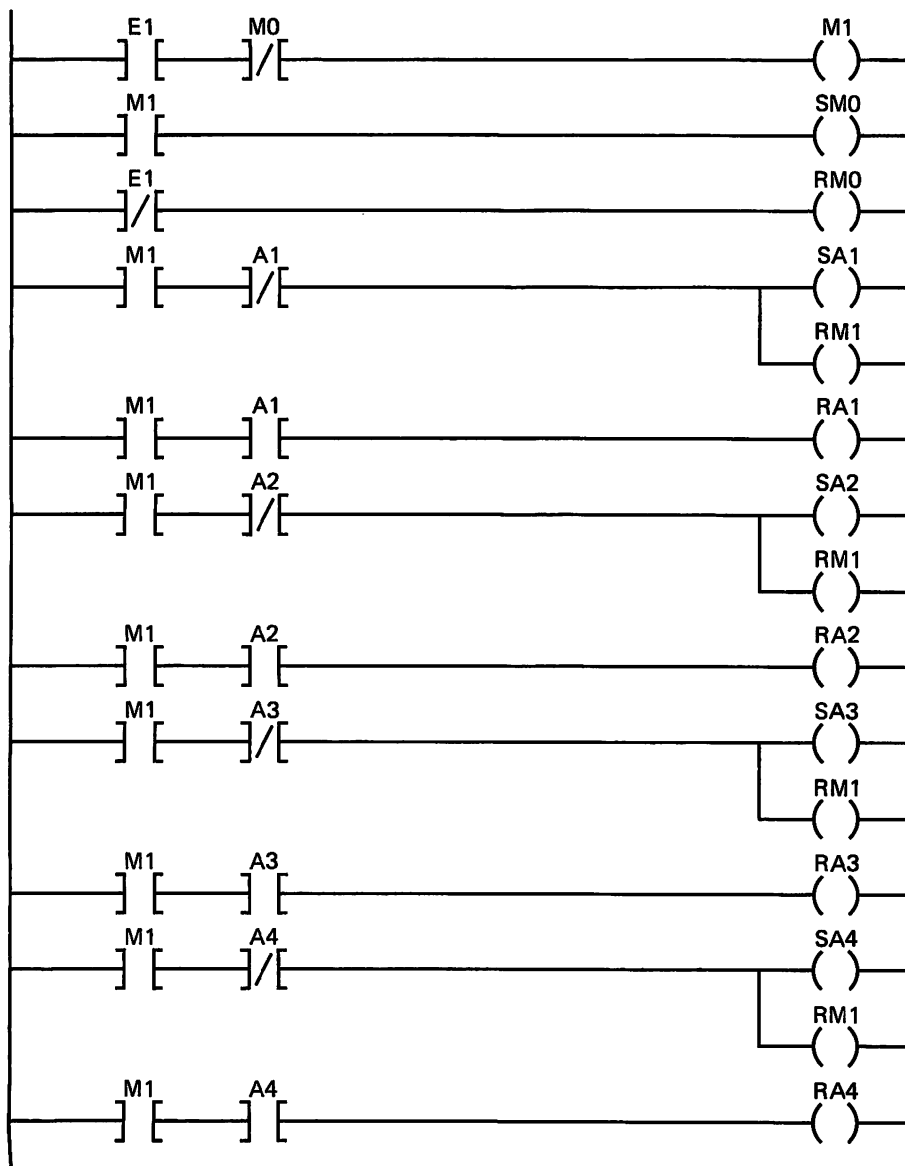 E1 M0 M1
M1 SM0
E1 RM0
M1 A1 SA1
RM1
M1 A1 RA1
M1 A2 SA2
RM1
M1 A2 RA2
M1 A3 SA3
RM1
M1 A3 RA3
M1 A4 SA4
RM1
M1 A4 RA4